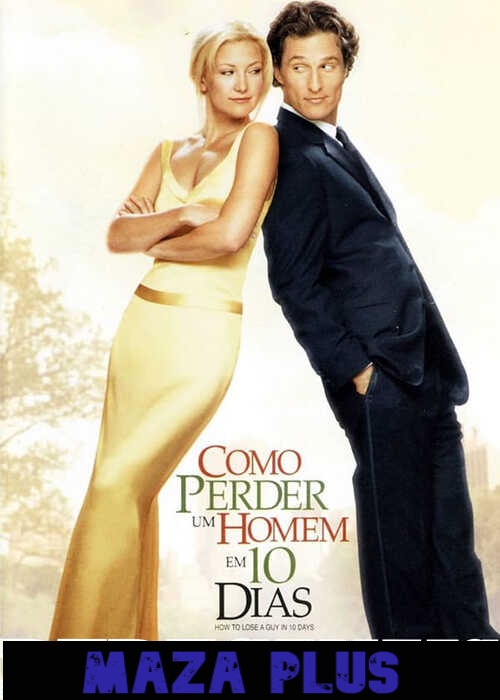 COMO
PERDER
UM HOMEM
EM 10
DIAS
HOW TO LOSE A GUY IN 10 DAYS
MAZA PLUS